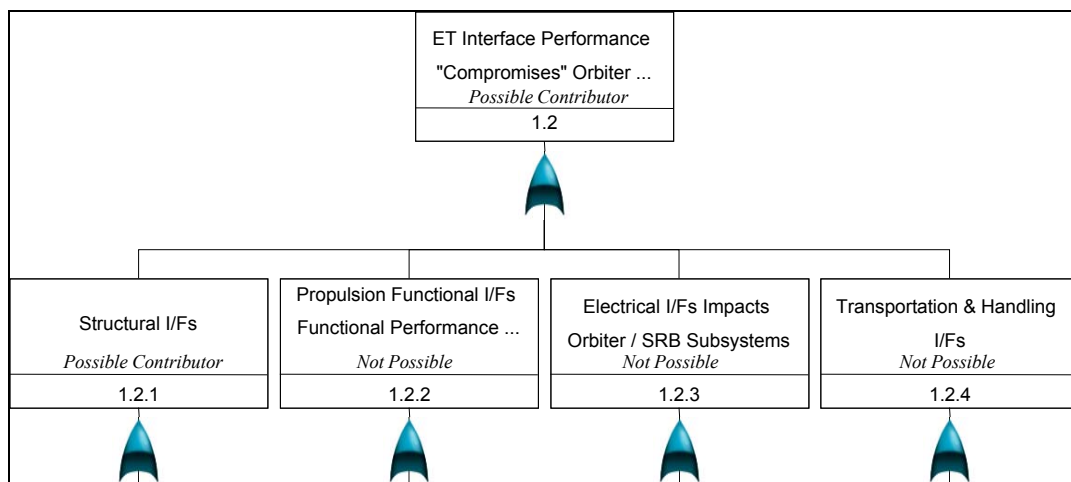 ET Interface Performance
"Compromises" Orbiter ...
Possible Contributor
1.2
Structural I/Fs
Possible Contributor
1.2.1
Propulsion Functional I/Fs
Functional Performance ...
Not Possible
1.2.2
Electrical I/Fs Impacts
Orbiter / SRB Subsystems
Not Possible
1.2.3
Transportation & Handling
I/Fs
Not Possible
1.2.4